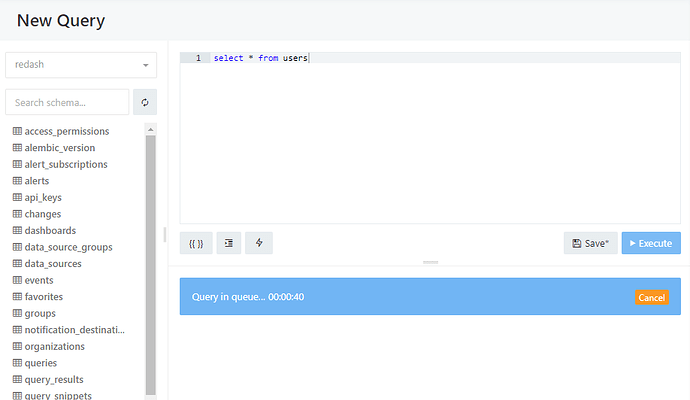 New Query
redash
Search schema...
access_permissions
alembic_version
alert_subscriptions
alerts
api_keys
changes
dashboards
data_source_groups
data_sources
events
favorites
groups
notification_destinati...
organizations
queries
query_results
query_snippets
1 select * from users
{{ }}
Save*
Execute
Query in queue... 00:00:40
Cancel